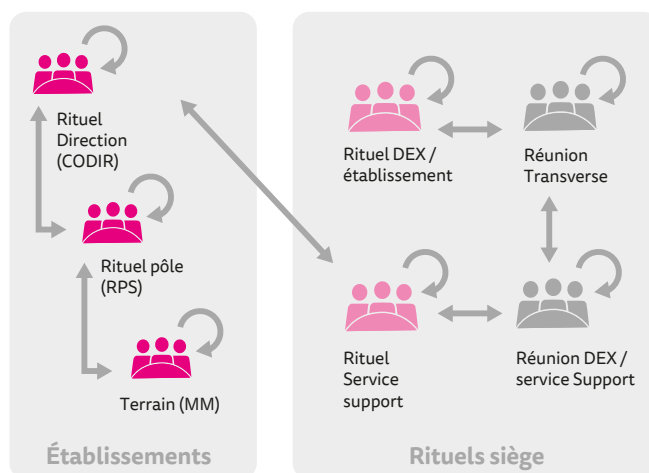 Rituel
Direction
(CODIR)
Rituel pôle
(RPS)
Terrain (MM)
Établissements
Rituel DEX /
établissement
Réunion
Transverse
Rituel
Service
support
Réunion DEX /
service Support
Rituels siège